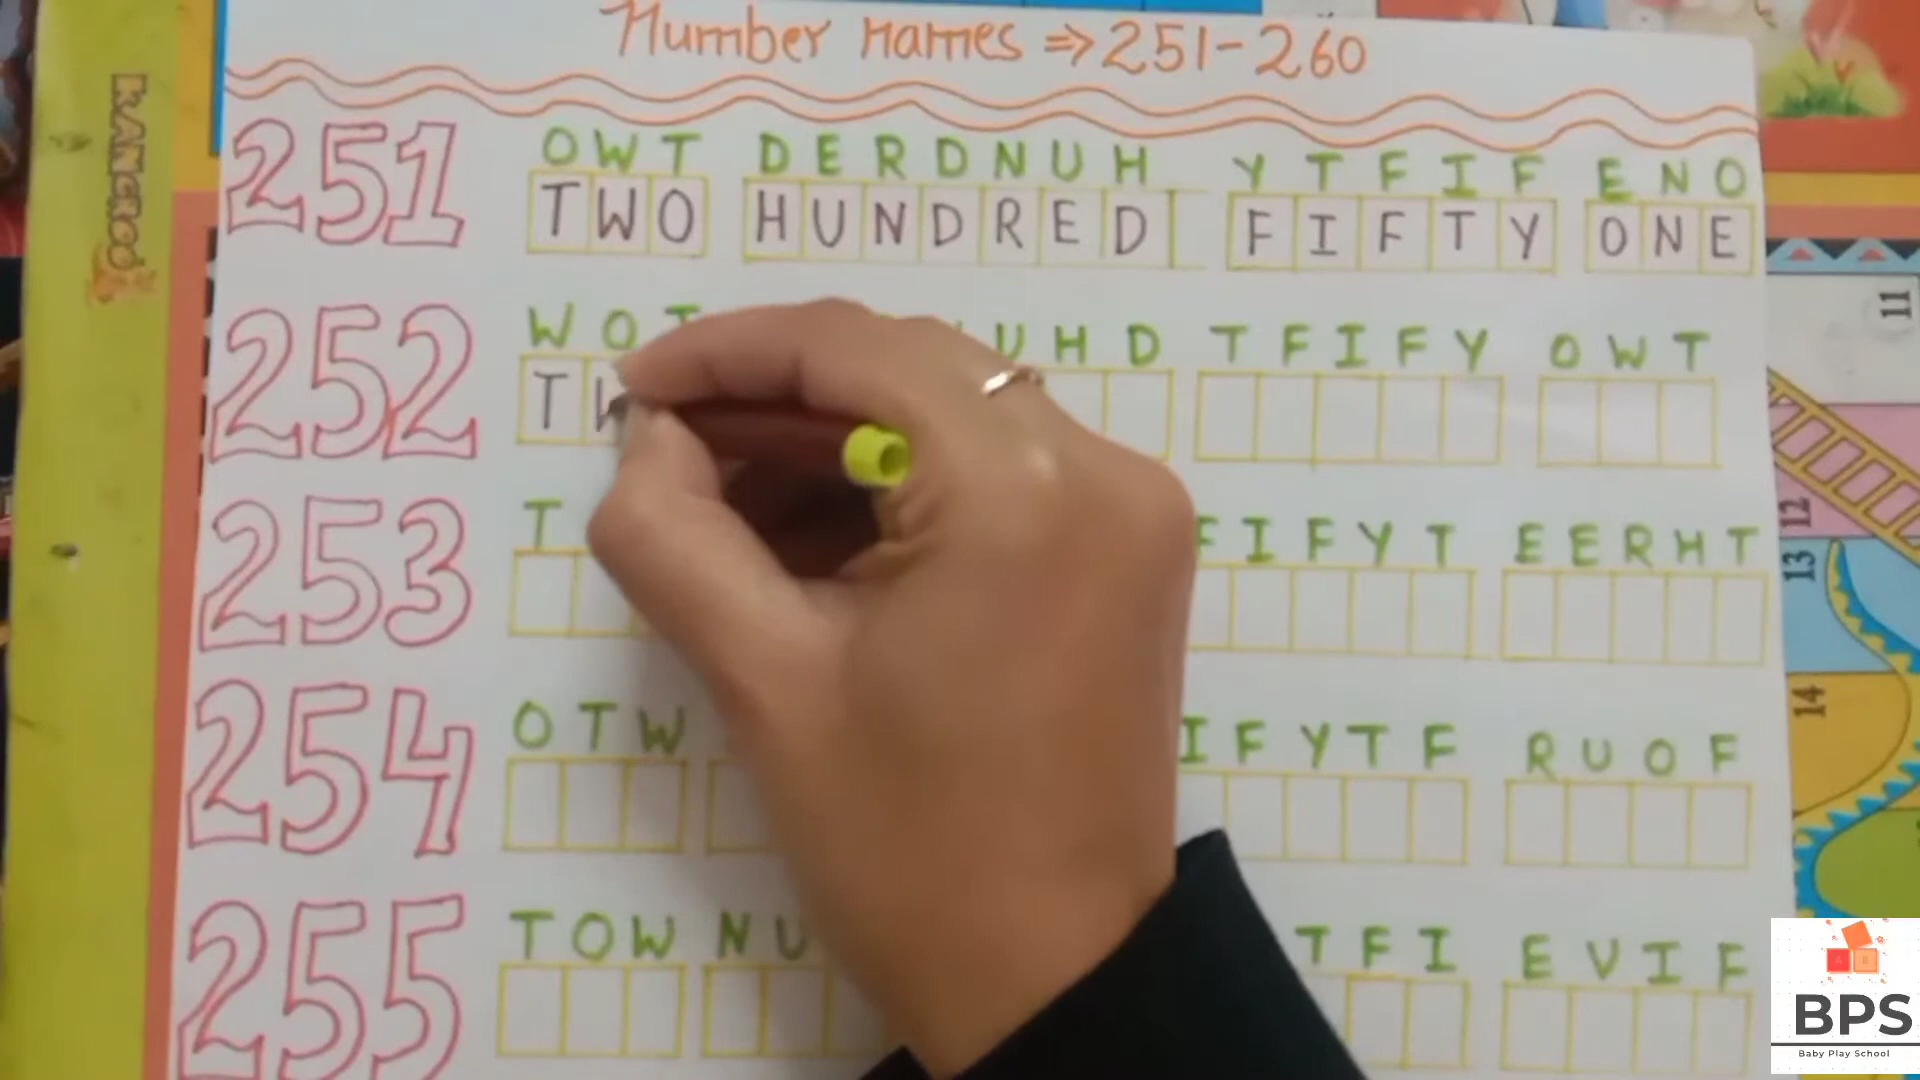 Number names ⇒ 251-260
251 OWT DERDNUH YTFIF ENO
TWO HUNDRED FIFTY ONE
252 WOT UHD TFIFY OWT
T
253 T FIFYT EERHT
254 OTW IFYTF RUOF
255 TOW NU TFI EVIF
KANGROO
11
12
13
14
BPS
Baby Play School